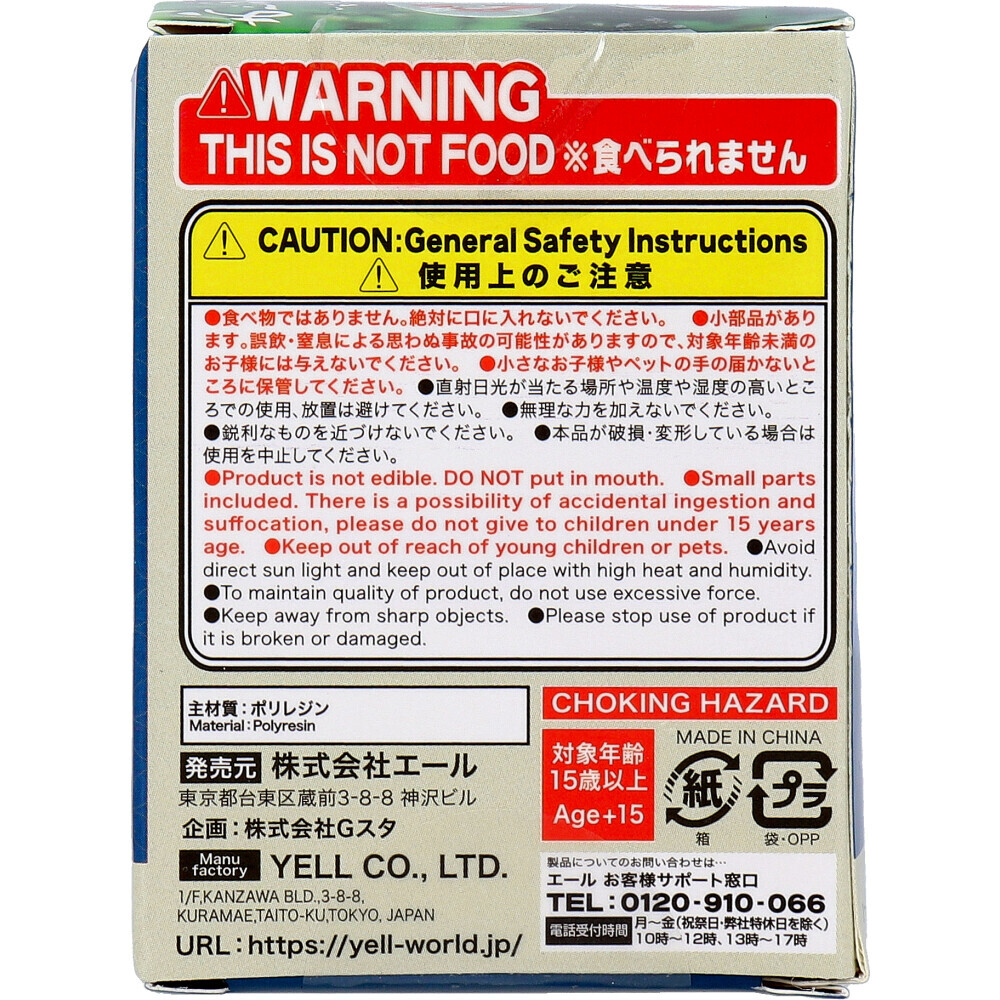 WARNING
THIS IS NOT FOOD ※食べられません
CAUTION:General Safety Instructions
使用上のご注意
●食べ物ではありません。絶対に口に入れないでください。 ●小部品があり
ます。誤飲・窒息による思わぬ事故の可能性がありますので、対象年齢未満の
お子様には与えないでください。 ●小さなお子様やペットの手の届かないと
ころに保管してください。 ●直射日光が当たる場所や温度や湿度の高いとこ
ろでの使用、放置は避けてください。 ●無理な力を加えないでください。
●鋭利なものを近づけないでください。 ●本品が破損・変形している場合は
使用を中止してください。
●Product is not edible. DO NOT put in mouth. ●Small parts
included. There is a possibility of accidental ingestion and
suffocation, please do not give to children under 15 years
age. ●Keep out of reach of young children or pets. ●Avoid
direct sun light and keep out of place with high heat and humidity.
●To maintain quality of product, do not use excessive force.
●Keep away from sharp objects. ●Please stop use of product if
it is broken or damaged.
主材質：ポリレジン
Material：Polyresin
発売元 株式会社エール
東京都台東区蔵前3-8-8 神沢ビル
企画：株式会社Gスタ
Manu
factory YELL CO., LTD.
1/F,KANZAWA BLD.,3-8-8,
KURAMAE,TAITO-KU,TOKYO, JAPAN
URL：https://yell-world.jp/
CHOKING HAZARD
対象年齢
15歳以上
Age+15
MADE IN CHINA
紙 プラ
箱 袋・OPP
製品についてのお問い合わせは…
エール お客様サポート窓口
TEL：0120-910-066
電話受付時間 月〜金（祝祭日・弊社特休日を除く）
10時〜12時、13時〜17時